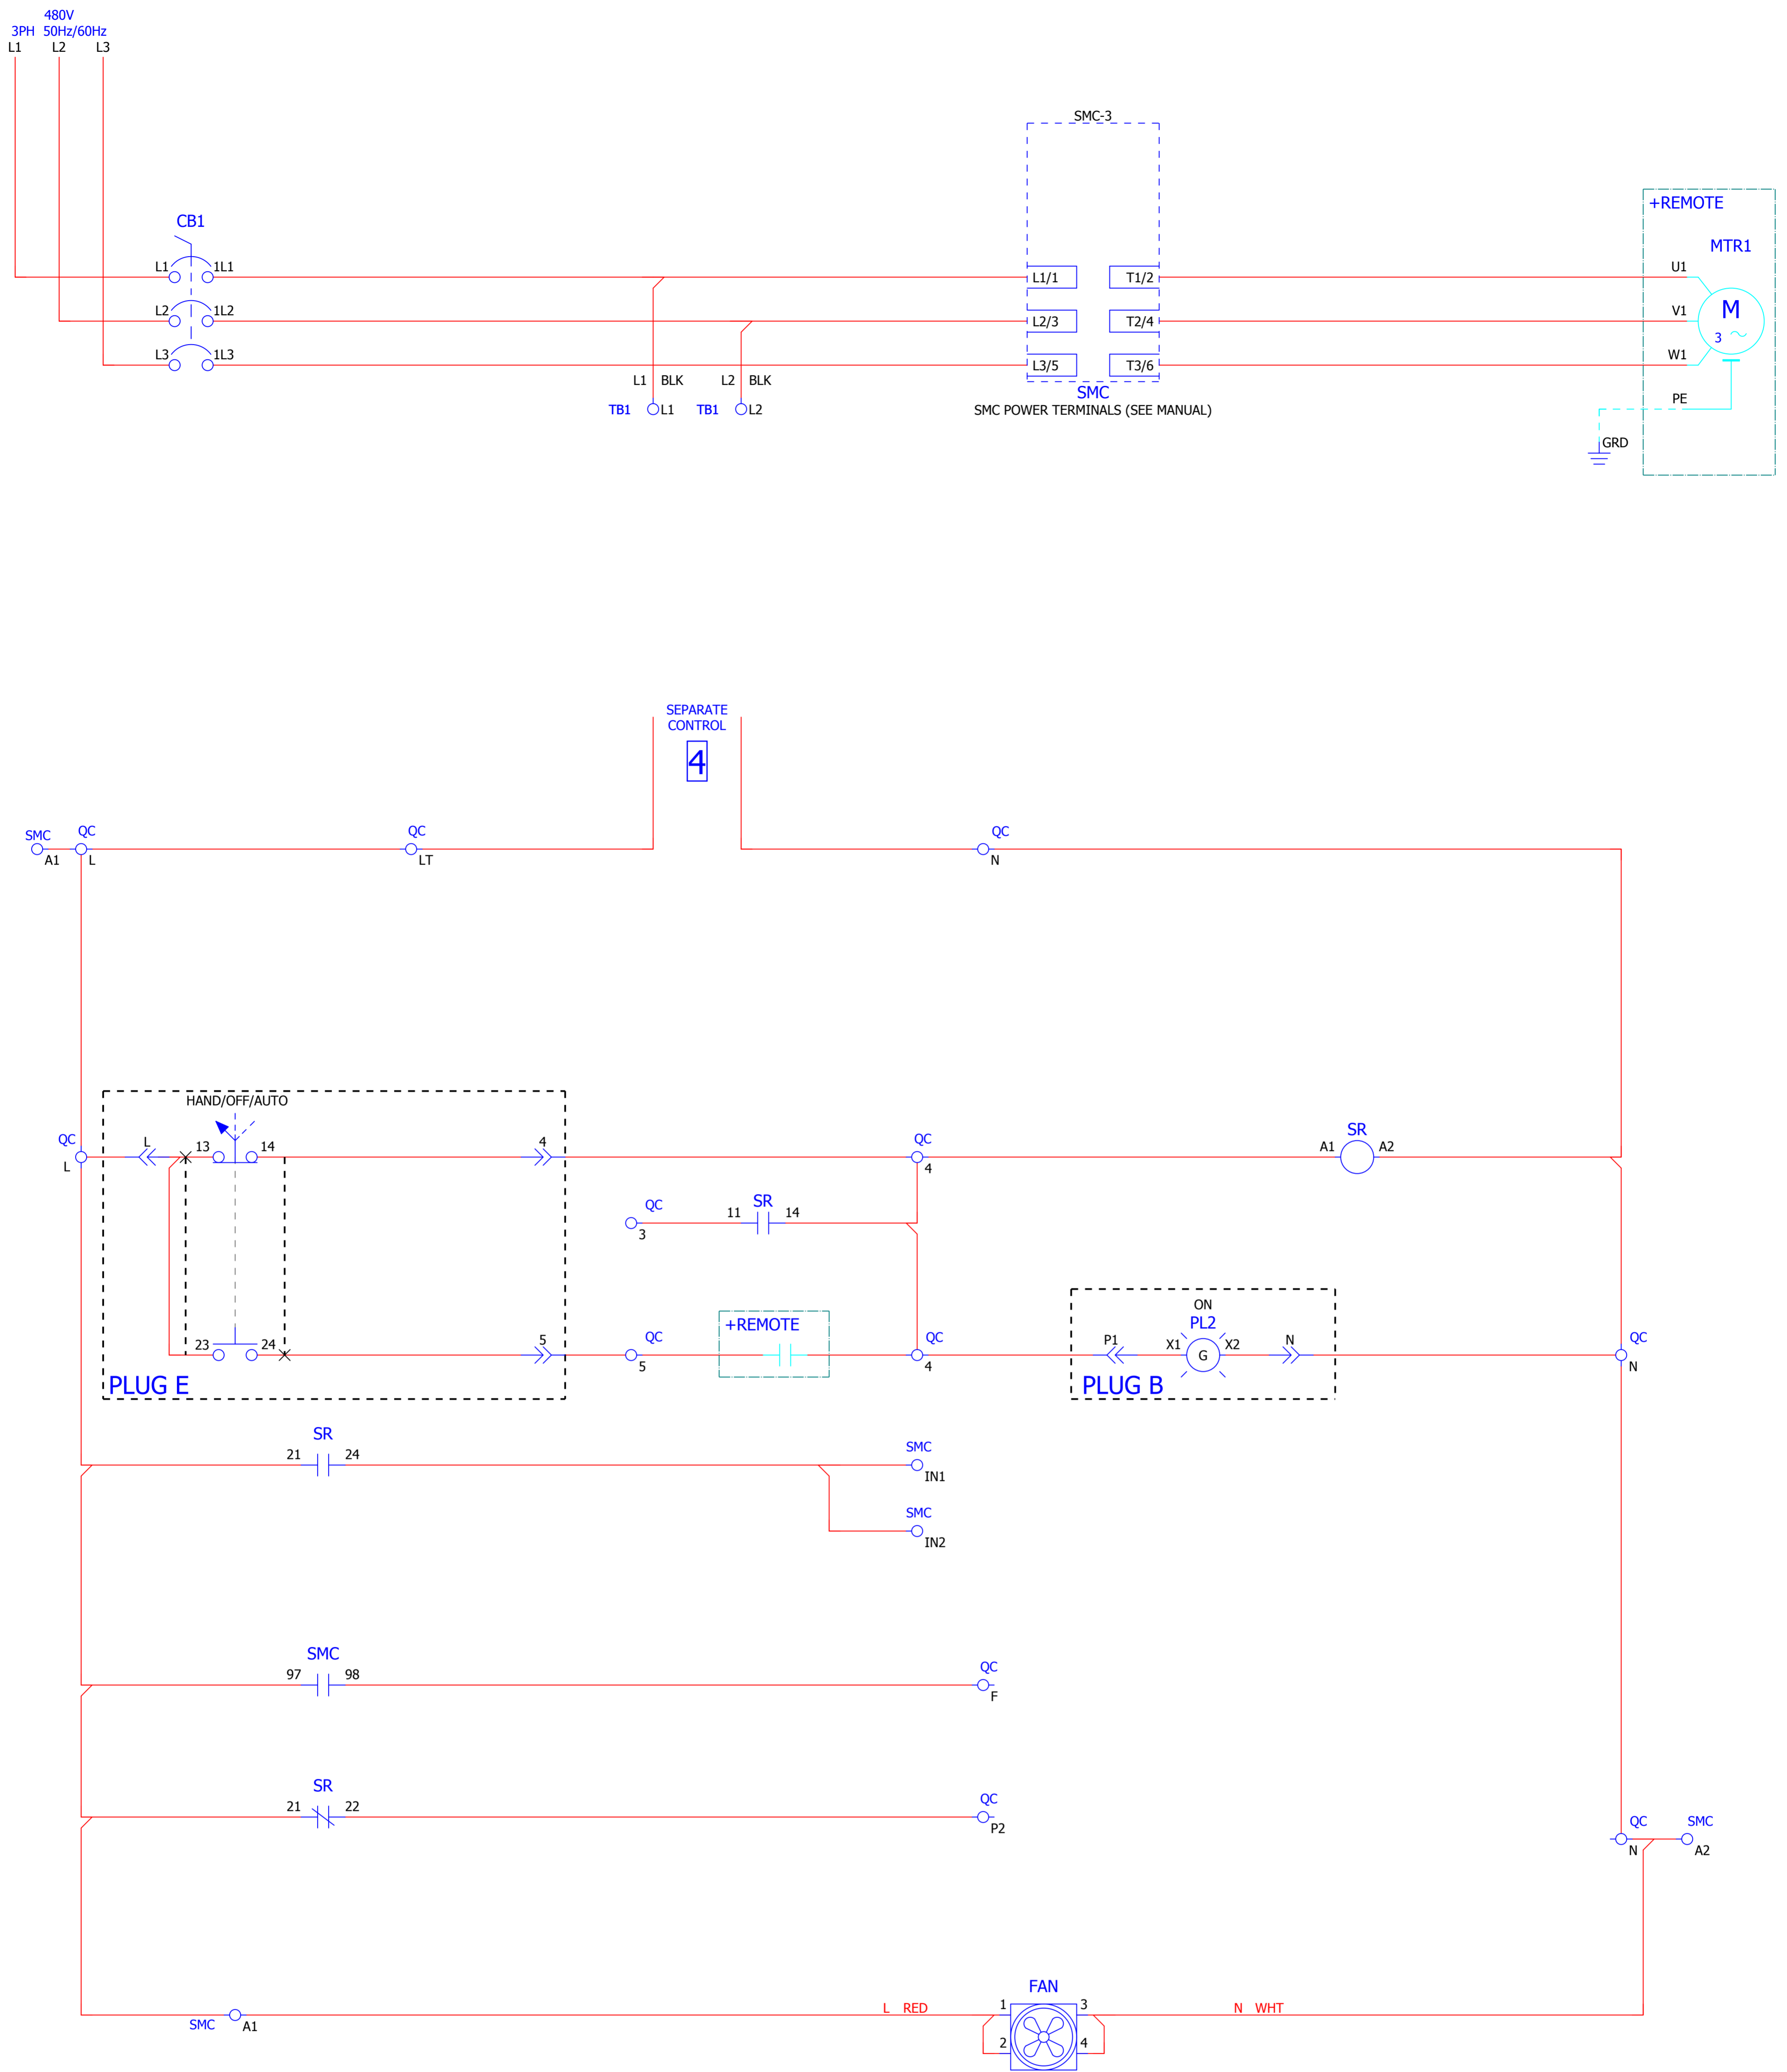 480V
3PH 50Hz/60Hz
L1 L2 L3
SMC-3
+REMOTE
CB1
MTR1
L1 1L1 L1/1 T1/2 U1
L2 1L2 L2/3 T2/4 V1
M
3
L3 1L3 L3/5 T3/6 W1
L1 BLK L2 BLK
SMC
TB1 L1 TB1 L2
SMC POWER TERMINALS (SEE MANUAL)
PE
GRD
SEPARATE
CONTROL
4
SMC QC QC QC
A1 L LT N
HAND/OFF/AUTO
QC L 13 14 4 QC SR
A1 A2
L 4
QC SR
11 14
3
ON
+REMOTE PL2
23 24 5 QC QC P1 X1 X2 N QC
G
5 4 N
PLUG E PLUG B
SR SMC
21 24
IN1
SMC
IN2
SMC QC
97 98
F
SR QC
21 22
P2
QC SMC
N A2
FAN
L RED 1 3 N WHT
SMC A1
2 4